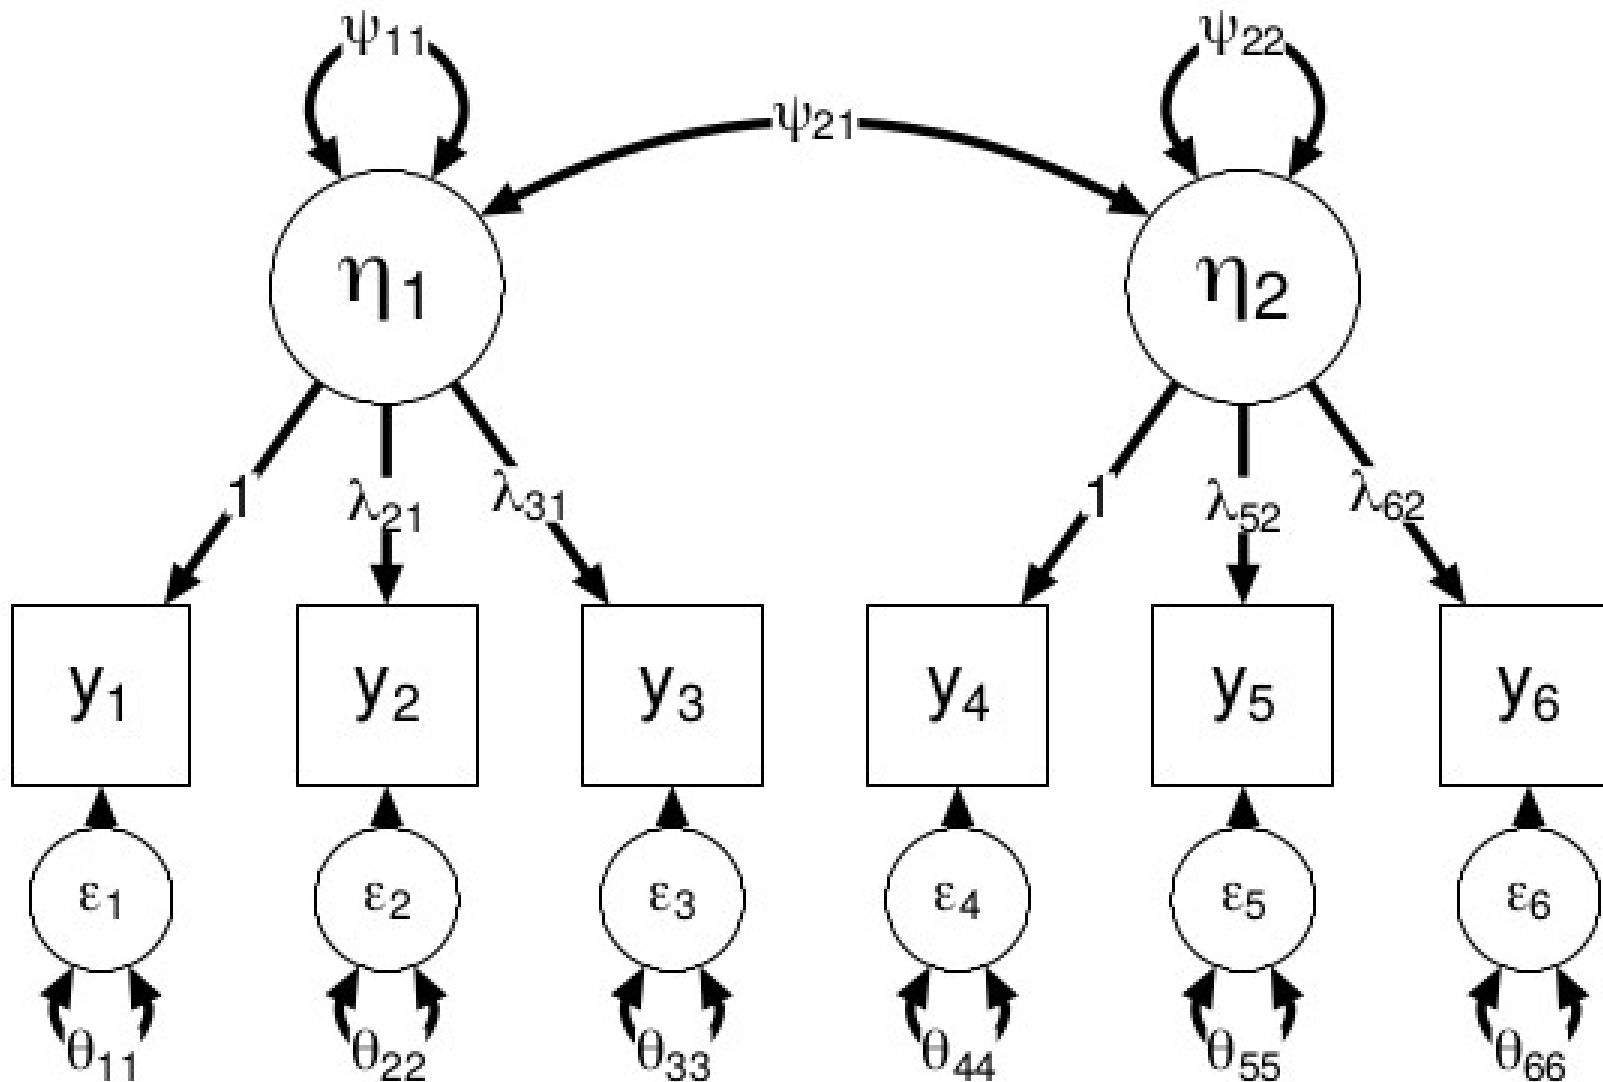 ψ11 ψ22
ψ21
η1 η2
1 λ21 λ31 1 λ52 λ62
y1 y2 y3 y4 y5 y6
ε1 ε2 ε3 ε4 ε5 ε6
θ11 θ22 θ33 θ44 θ55 θ66